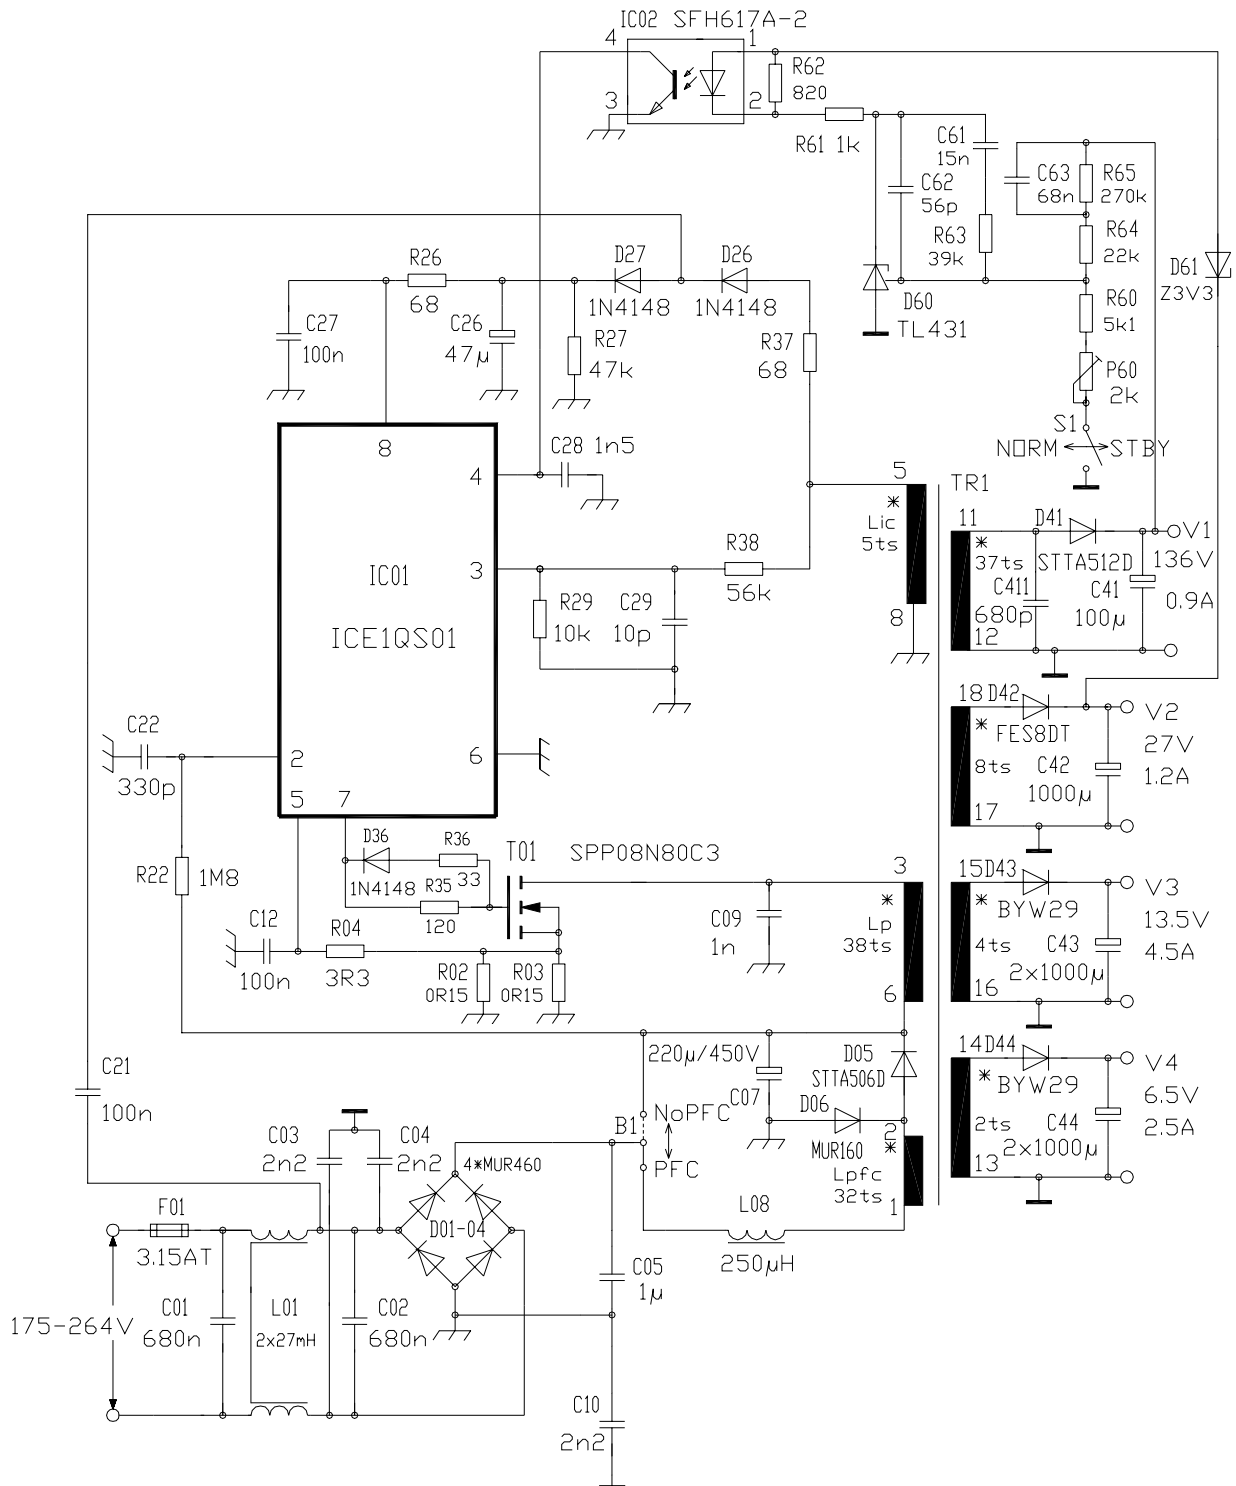 IC02 SFH617A-2
4
1
3
2
R62
820
R61 1k
C61
15n
C62
56p
R63
39k
C63
68n
R65
270k
R64
22k
D61
Z3V3
R60
5k1
P60
2k
S1
NORM
STBY
D60
TL431
R26
68
D27
1N4148
D26
1N4148
C27
100n
C26
47µ
R27
47k
R37
68
8
4
C28 1n5
3
R38
56k
IC01
ICE1QS01
R29
10k
C29
10p
5
*
Lic
5ts
8
TR1
11
D41
*
37ts
STTA512D
C411
680p
C41
100µ
12
V1
136V
0.9A
18 D42
*
FES8DT
8ts
C42
1000µ
17
V2
27V
1.2A
C22
330p
2
6
5
7
D36
1N4148
R36
33
R35
120
T01
SPP08N80C3
R22
1M8
C12
100n
R04
3R3
R02
0R15
R03
0R15
C09
1n
3
*
Lp
38ts
6
15 D43
*
BYW29
4ts
C43
2x1000µ
16
V3
13.5V
4.5A
C21
100n
220µ/450V
C07
D05
STTA506D
D06
MUR160
NoPFC
B1
PFC
2
*
Lpfc
32ts
1
14 D44
*
BYW29
2ts
C44
2x1000µ
13
V4
6.5V
2.5A
C03
2n2
C04
2n2
4*MUR460
D01-04
L08
250µH
F01
3.15AT
C05
1µ
175-264V
C01
680n
L01
2x27mH
C02
680n
C10
2n2